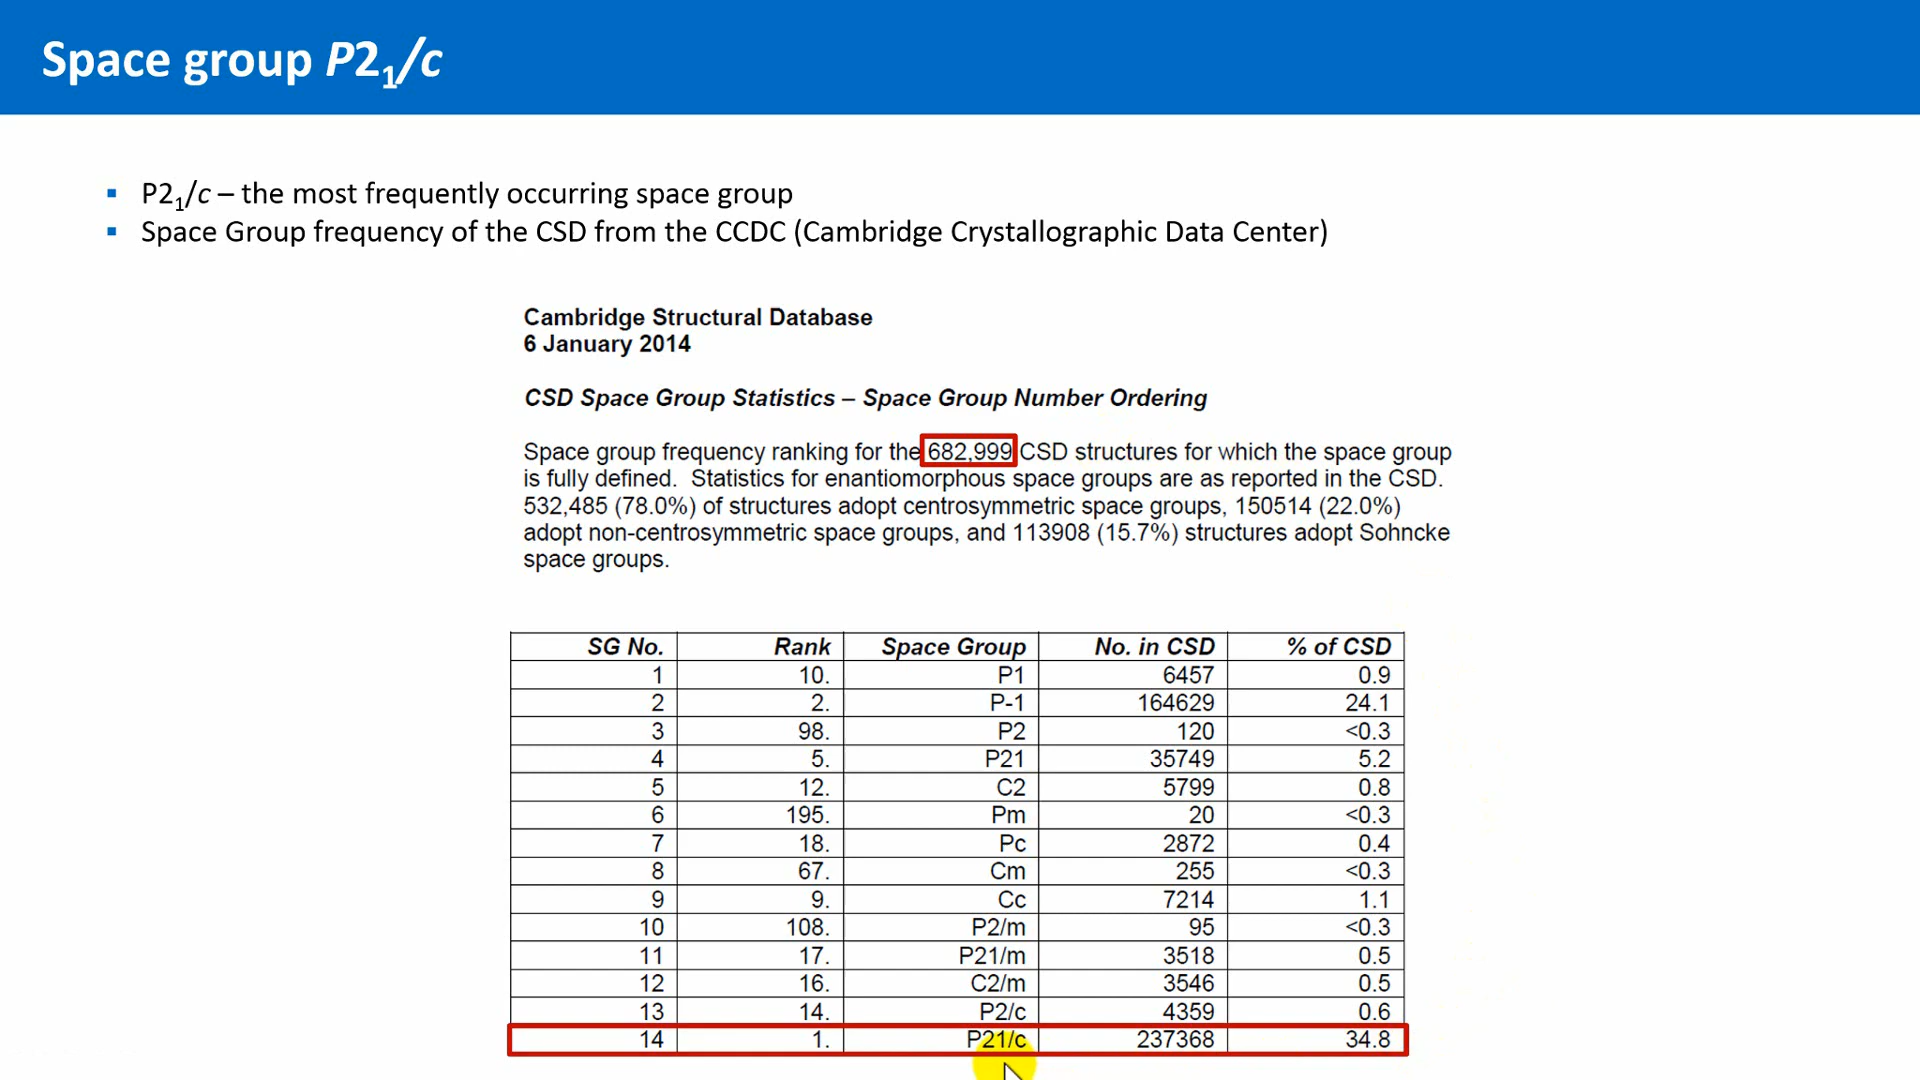 Space group P2₁/c
▪ P2₁/c – the most frequently occurring space group
▪ Space Group frequency of the CSD from the CCDC (Cambridge Crystallographic Data Center)
Cambridge Structural Database
6 January 2014
CSD Space Group Statistics – Space Group Number Ordering
Space group frequency ranking for the 682,999 CSD structures for which the space group
is fully defined.  Statistics for enantiomorphous space groups are as reported in the CSD.
532,485 (78.0%) of structures adopt centrosymmetric space groups, 150514 (22.0%)
adopt non-centrosymmetric space groups, and 113908 (15.7%) structures adopt Sohncke
space groups.
SG No. Rank Space Group No. in CSD % of CSD
1 10. P1 6457 0.9
2 2. P-1 164629 24.1
3 98. P2 120 <0.3
4 5. P21 35749 5.2
5 12. C2 5799 0.8
6 195. Pm 20 <0.3
7 18. Pc 2872 0.4
8 67. Cm 255 <0.3
9 9. Cc 7214 1.1
10 108. P2/m 95 <0.3
11 17. P21/m 3518 0.5
12 16. C2/m 3546 0.5
13 14. P2/c 4359 0.6
14 1. P21/c 237368 34.8